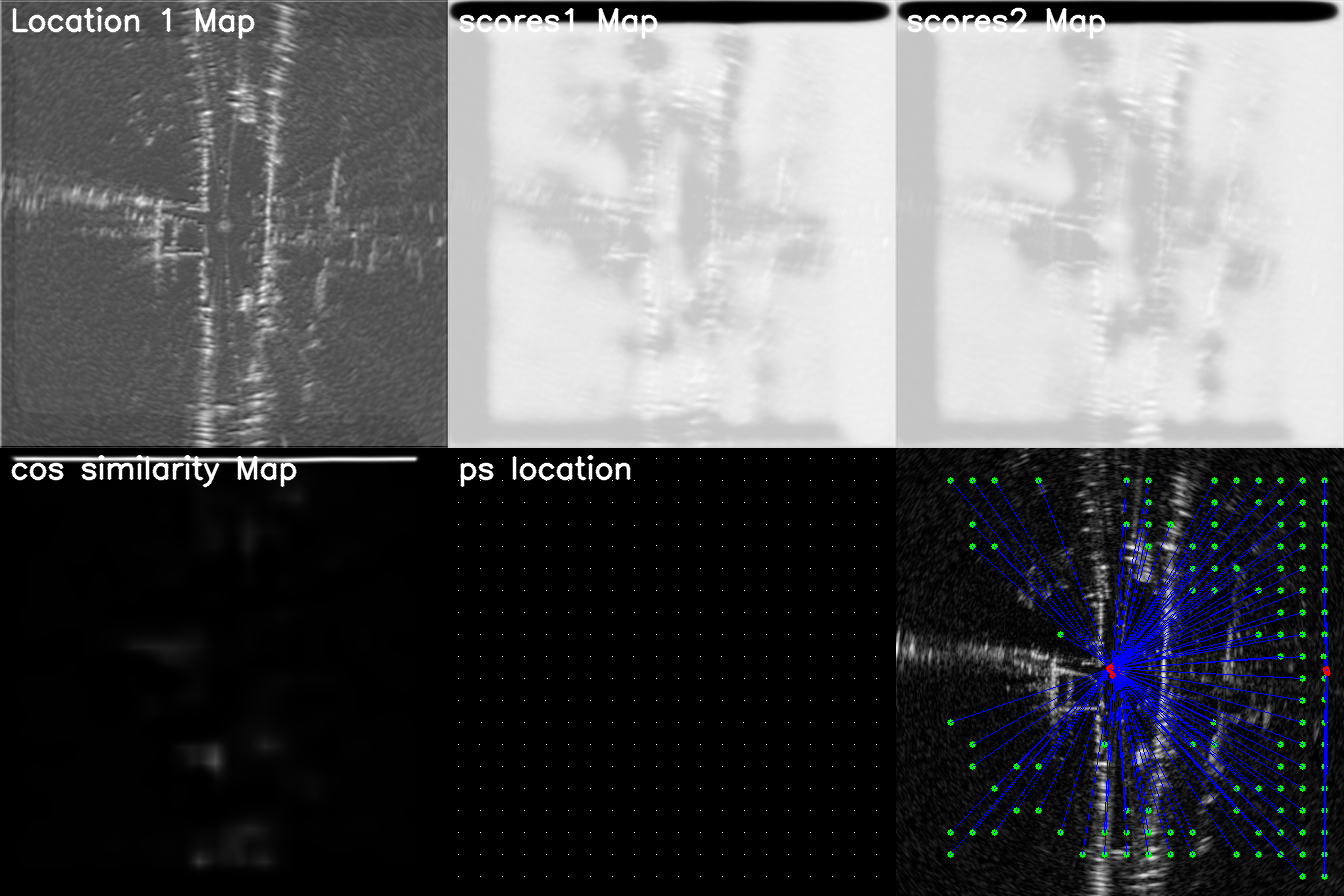 Location 1 Map
scores1 Map
scores2 Map
cos similarity Map
ps location